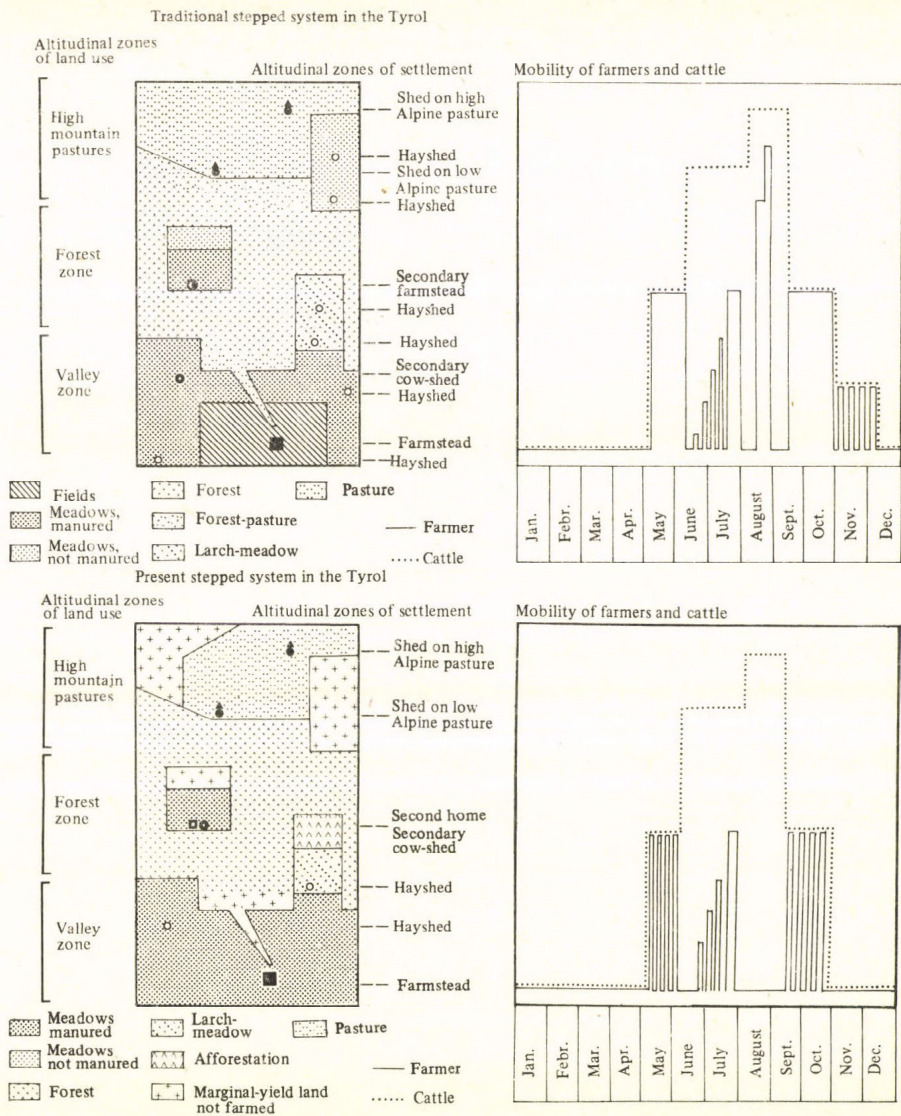 Traditional stepped system in the Tyrol
Altitudinal zones
of land use
High
mountain
pastures
Forest
zone
Valley
zone
Altitudinal zones of settlement
Shed on high
Alpine pasture
Hayshed
Shed on low
Alpine pasture
Hayshed
Secondary
farmstead
Hayshed
Hayshed
Secondary
cow-shed
Hayshed
Farmstead
Hayshed
Mobility of farmers and cattle
Jan.
Febr.
Mar.
Apr.
May
June
July
August
Sept.
Oct.
Nov.
Dec.
Fields
Meadows,
manured
Meadows,
not manured
Forest
Forest-pasture
Larch-meadow
Pasture
Farmer
Cattle
Present stepped system in the Tyrol
Altitudinal zones
of land use
High
mountain
pastures
Forest
zone
Valley
zone
Altitudinal zones of settlement
Shed on high
Alpine pasture
Shed on low
Alpine pasture
Second home
Secondary
cow-shed
Hayshed
Hayshed
Farmstead
Mobility of farmers and cattle
Jan.
Febr.
Mar.
Apr.
May
June
July
August
Sept.
Oct.
Nov.
Dec.
Meadows
manured
Meadows
not manured
Forest
Larch-
meadow
Afforestation
Marginal-yield land
not farmed
Pasture
Farmer
Cattle